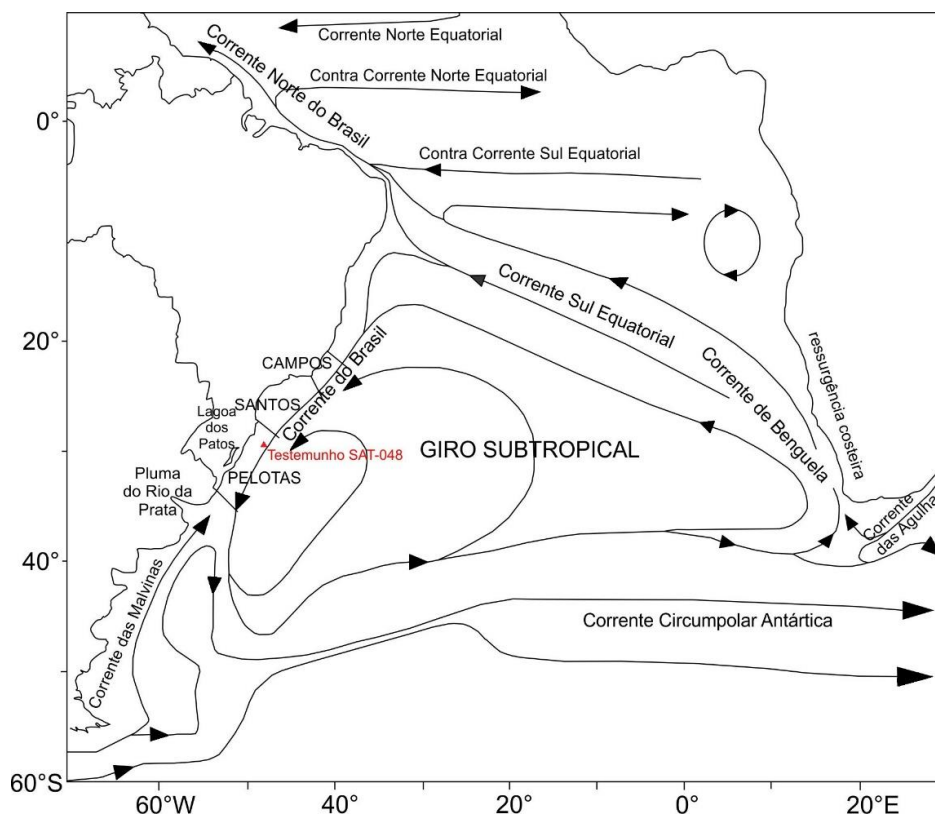 Corrente Norte Equatorial
Corrente Norte do Brasil
Contra Corrente Norte Equatorial
0°
Contra Corrente Sul Equatorial
Corrente Sul Equatorial
20°
CAMPOS
Corrente do Brasil
Corrente de Benguela
ressurgência costeira
SANTOS
Lagoa
dos
Patos
Testemunho SAT-048
GIRO SUBTROPICAL
PELOTAS
Pluma
do Rio da
Prata
Corrente
das Agulha
40°
Corrente das Malvinas
Corrente Circumpolar Antártica
60°S
60°W
40°
20°
0°
20°E